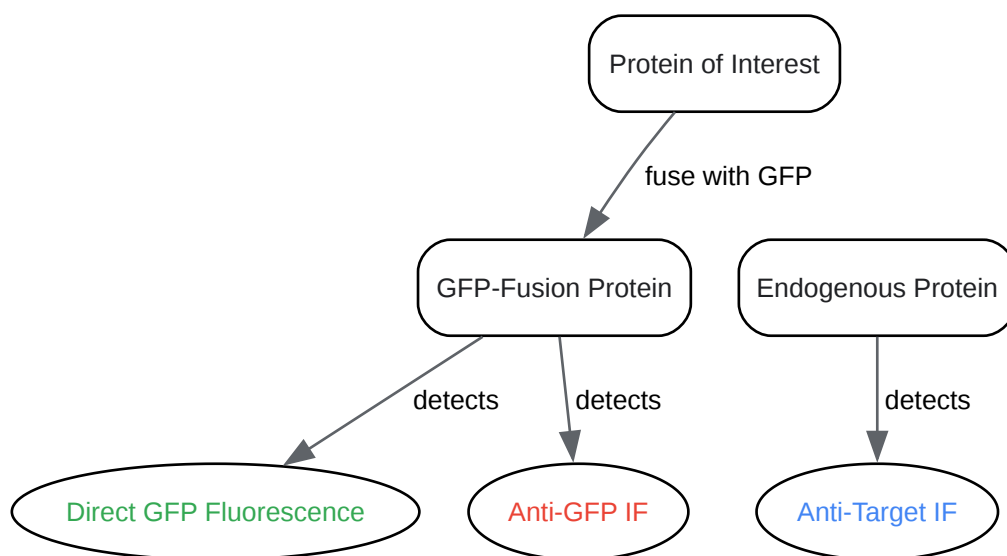 Protein of Interest
fuse with GFP
GFP-Fusion Protein
Endogenous Protein
detects
detects
detects
Direct GFP Fluorescence
Anti-GFP IF
Anti-Target IF